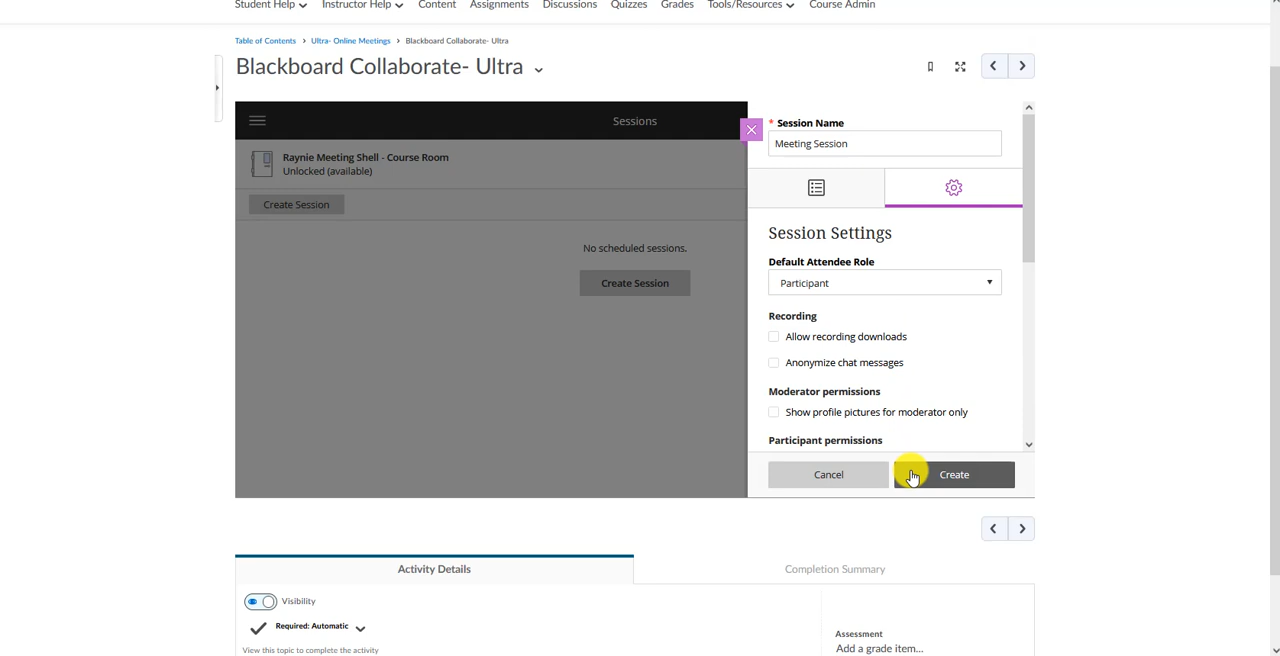 Student Help Instructor Help Content Assignments Discussions Quizzes Grades Tools/Resources Course Admin
Table of Contents › Ultra- Online Meetings › Blackboard Collaborate- Ultra
Blackboard Collaborate- Ultra
Sessions
Raynie Meeting Shell - Course Room
Unlocked (available)
Create Session
No scheduled sessions.
Create Session
* Session Name
Meeting Session
Session Settings
Default Attendee Role
Participant
Recording
Allow recording downloads
Anonymize chat messages
Moderator permissions
Show profile pictures for moderator only
Participant permissions
Cancel Create
Activity Details Completion Summary
Visibility
Required: Automatic
View this topic to complete the activity
Assessment
Add a grade item...